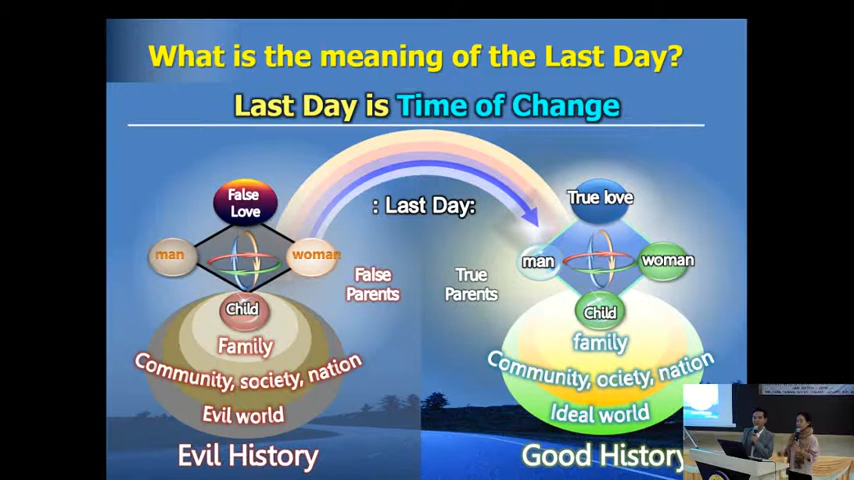 What is the meaning of the Last Day?
Last Day is Time of Change
: Last Day:
False
Love
man
woman
Child
Family
Community, society, nation
Evil world
Evil History
False
Parents
True
Parents
True love
man
woman
Child
family
Community, ociety, nation
Ideal world
Good History